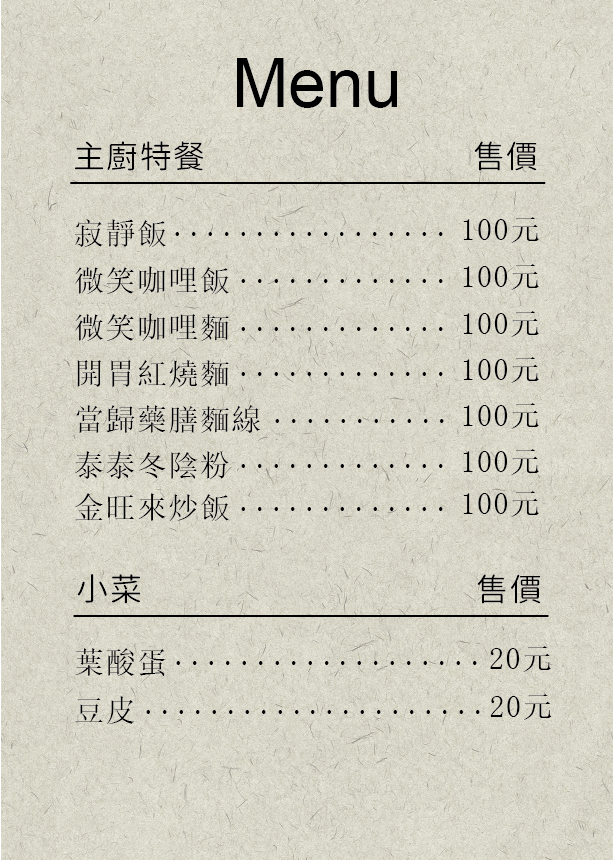 Menu
主廚特餐 售價
寂靜飯················· 100元
微笑咖哩飯············· 100元
微笑咖哩麵············· 100元
開胃紅燒麵············· 100元
當歸藥膳麵線··········· 100元
泰泰冬陰粉············· 100元
金旺來炒飯············· 100元
小菜 售價
葉酸蛋··················· 20元
豆皮····················· 20元